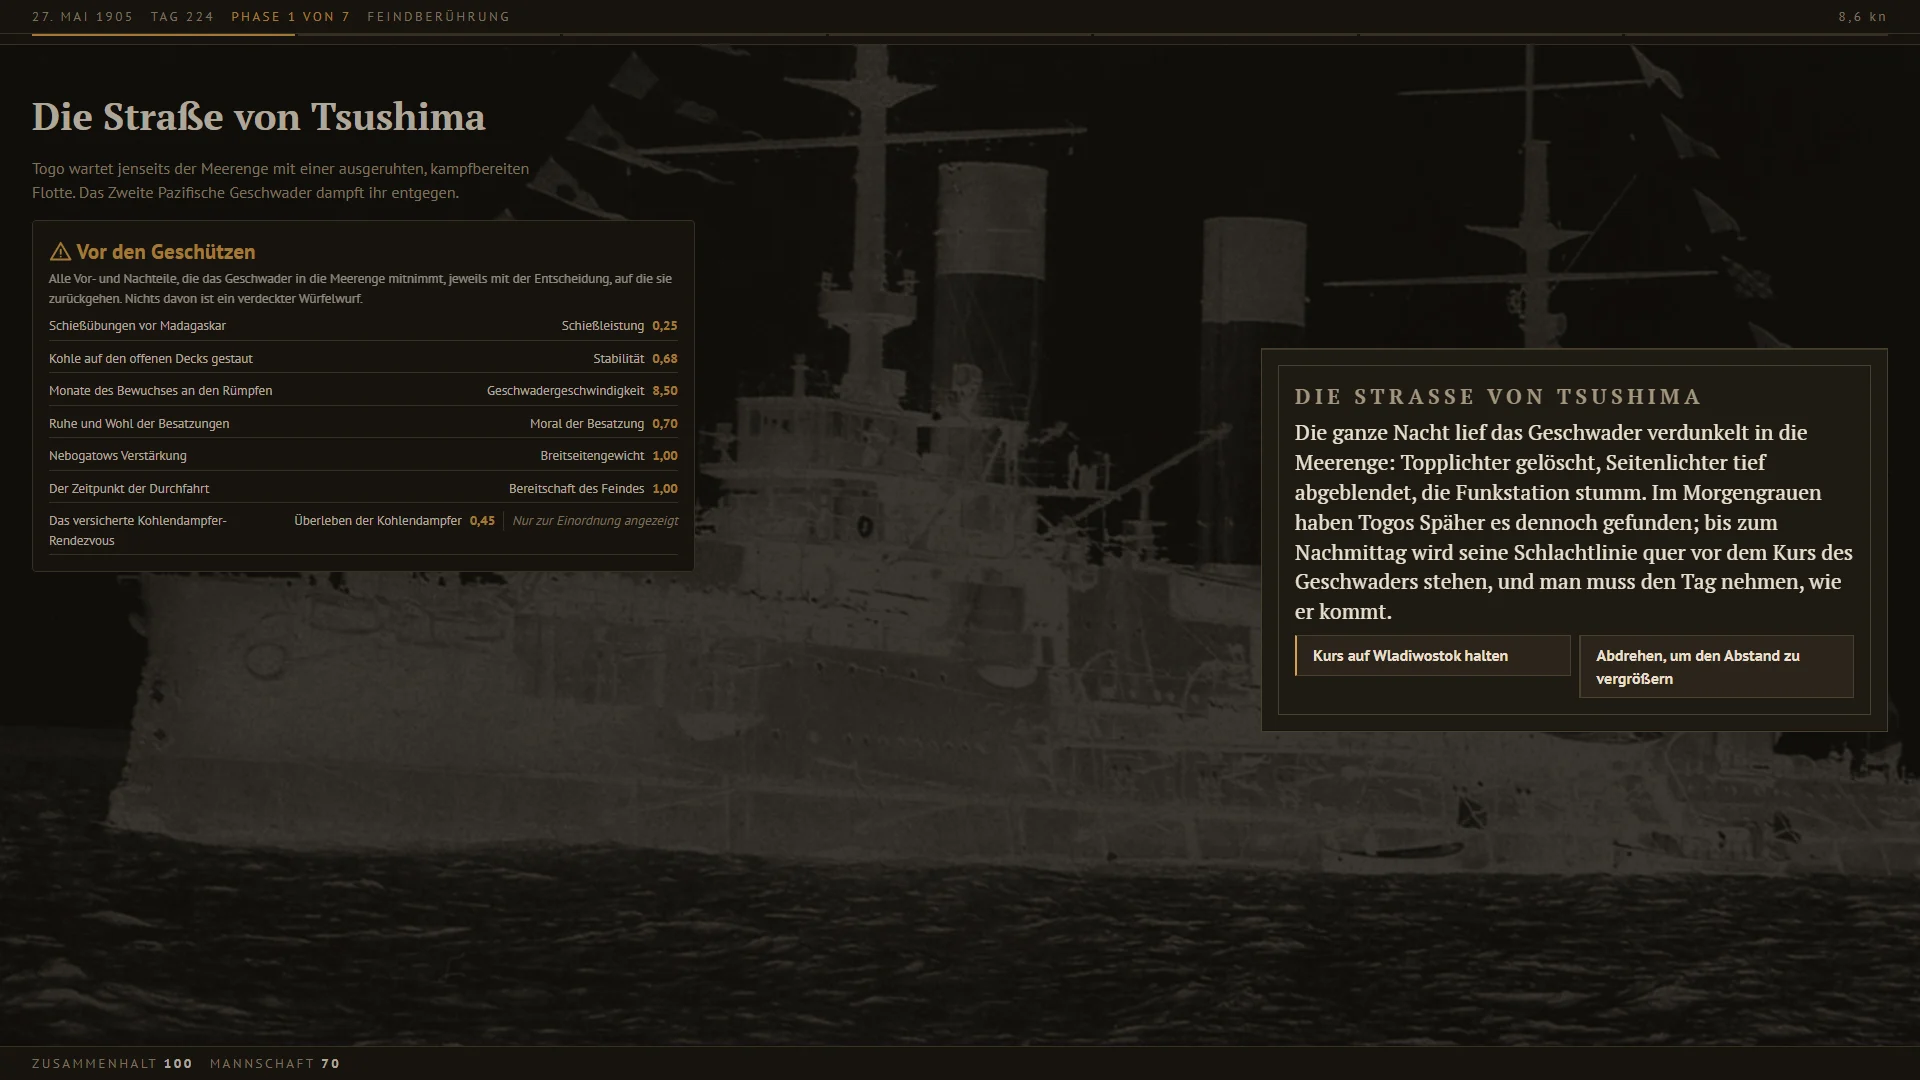 27. MAI 1905 TAG 224 PHASE 1 VON 7 FEINDBERÜHRUNG 8,6 kn
Die Straße von Tsushima
Togo wartet jenseits der Meerenge mit einer ausgeruhten, kampfbereiten
Flotte. Das Zweite Pazifische Geschwader dampft ihr entgegen.
Vor den Geschützen
Alle Vor- und Nachteile, die das Geschwader in die Meerenge mitnimmt, jeweils mit der Entscheidung, auf die sie
zurückgehen. Nichts davon ist ein verdeckter Würfelwurf.
Schießübungen vor Madagaskar Schießleistung 0,25
Kohle auf den offenen Decks gestaut Stabilität 0,68
Monate des Bewuchses an den Rümpfen Geschwadergeschwindigkeit 8,50
Ruhe und Wohl der Besatzungen Moral der Besatzung 0,70
Nebogatows Verstärkung Breitseitengewicht 1,00
Der Zeitpunkt der Durchfahrt Bereitschaft des Feindes 1,00
Das versicherte Kohlendampfer- Überleben der Kohlendampfer 0,45 Nur zur Einordnung angezeigt
Rendezvous
DIE STRASSE VON TSUSHIMA
Die ganze Nacht lief das Geschwader verdunkelt in die
Meerenge: Topplichter gelöscht, Seitenlichter tief
abgeblendet, die Funkstation stumm. Im Morgengrauen
haben Togos Späher es dennoch gefunden; bis zum
Nachmittag wird seine Schlachtlinie quer vor dem Kurs des
Geschwaders stehen, und man muss den Tag nehmen, wie
er kommt.
Kurs auf Wladiwostok halten
Abdrehen, um den Abstand zu
vergrößern
ZUSAMMENHALT 100 MANNSCHAFT 70